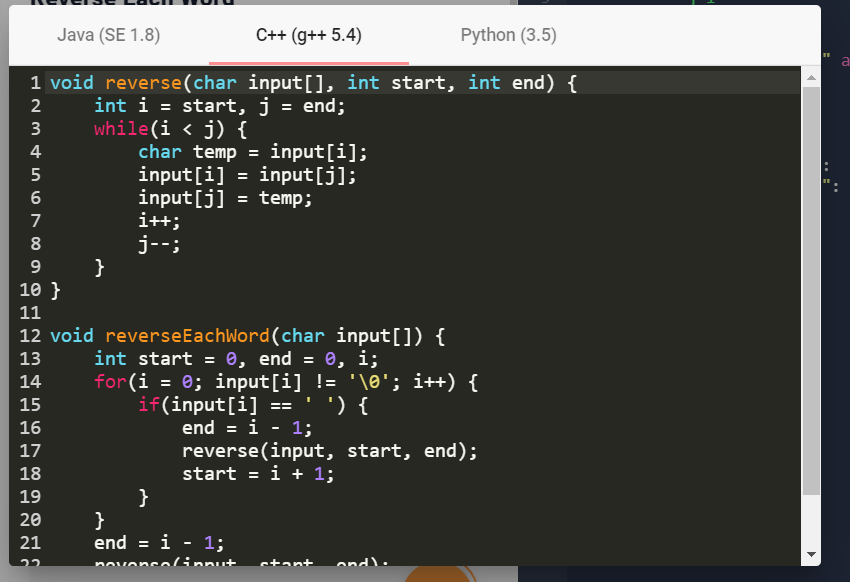 Reverse Each Word
Java (SE 1.8) C++ (g++ 5.4) Python (3.5)
1 void reverse(char input[], int start, int end) {
2     int i = start, j = end;
3     while(i < j) {
4         char temp = input[i];
5         input[i] = input[j];
6         input[j] = temp;
7         i++;
8         j--;
9     }
10 }
11
12 void reverseEachWord(char input[]) {
13     int start = 0, end = 0, i;
14     for(i = 0; input[i] != '\0'; i++) {
15         if(input[i] == ' ') {
16             end = i - 1;
17             reverse(input, start, end);
18             start = i + 1;
19         }
20     }
21     end = i - 1;
22     reverse(input, start, end);